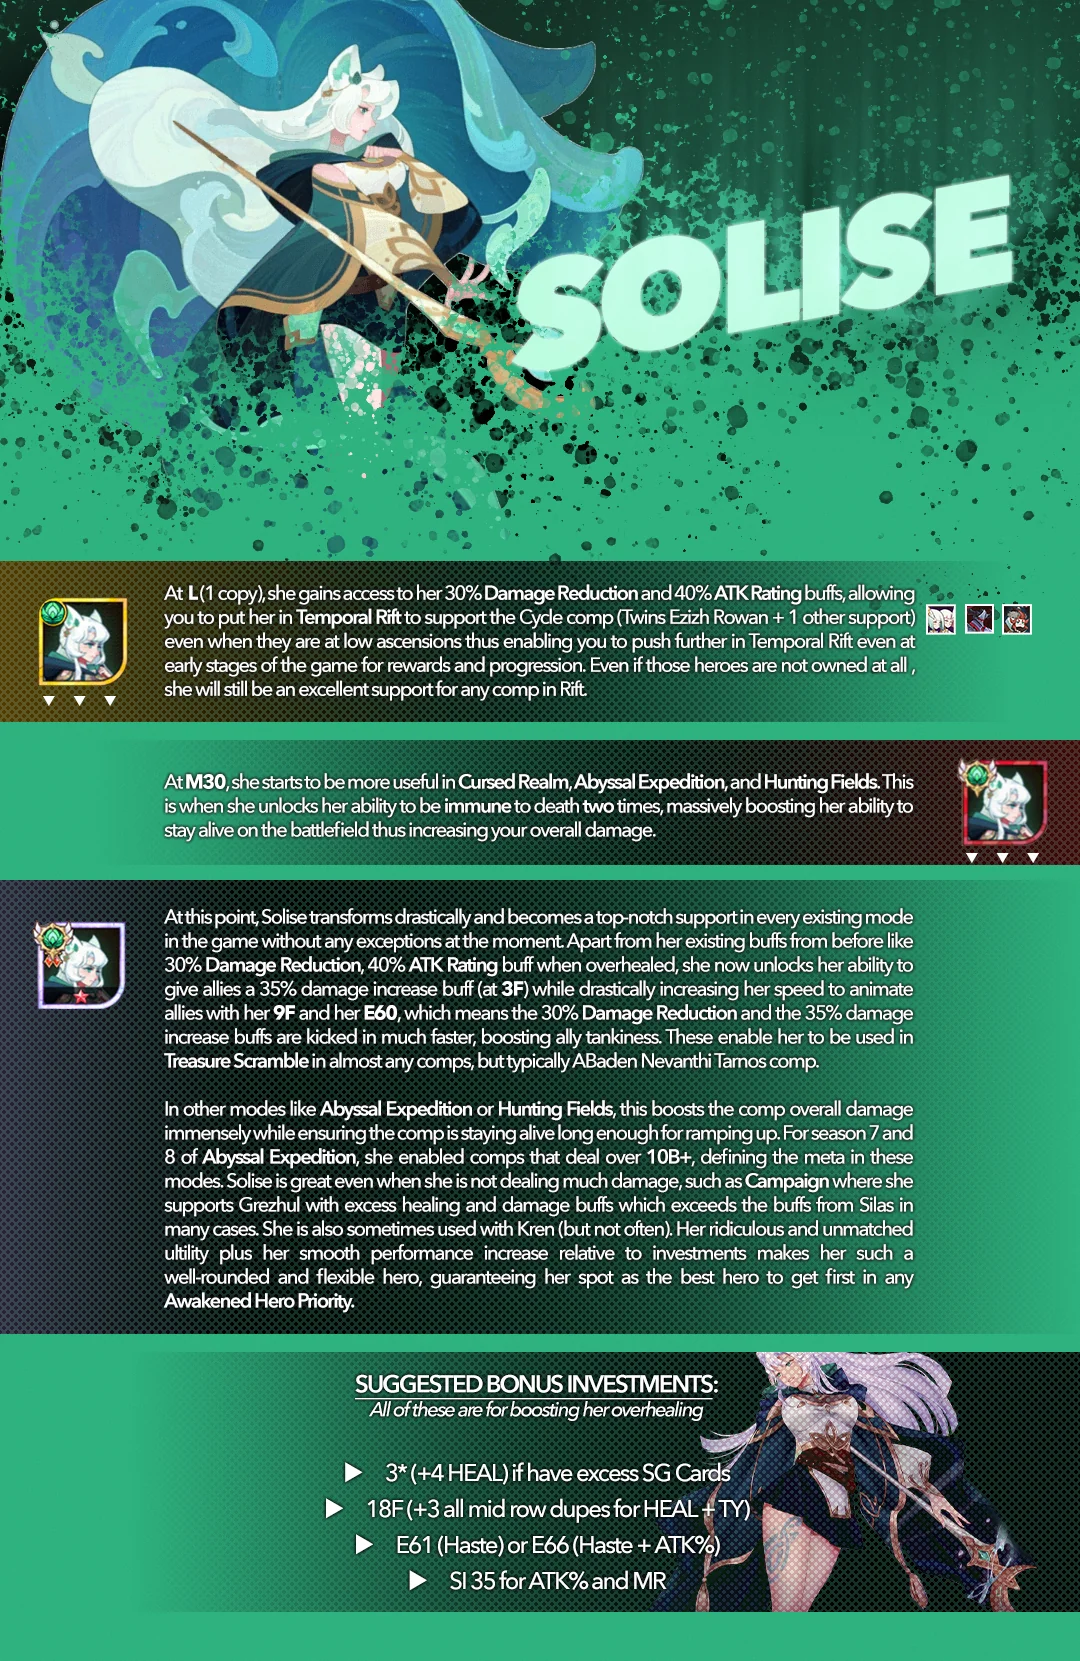 SOLISE
At L (1 copy), she gains access to her 30% Damage Reduction and 40% ATK Rating buffs, allowing
you to put her in Temporal Rift to support the Cycle comp (Twins Ezizh Rowan + 1 other support)
even when they are at low ascensions thus enabling you to push further in Temporal Rift even at
early stages of the game for rewards and progression. Even if those heroes are not owned at all ,
she will still be an excellent support for any comp in Rift.
At M30, she starts to be more useful in Cursed Realm, Abyssal Expedition, and Hunting Fields. This
is when she unlocks her ability to be immune to death two times, massively boosting her ability to
stay alive on the battlefield thus increasing your overall damage.
At this point, Solise transforms drastically and becomes a top-notch support in every existing mode
in the game without any exceptions at the moment. Apart from her existing buffs from before like
30% Damage Reduction, 40% ATK Rating buff when overhealed, she now unlocks her ability to
give allies a 35% damage increase buff (at 3F) while drastically increasing her speed to animate
allies with her 9F and her E60, which means the 30% Damage Reduction and the 35% damage
increase buffs are kicked in much faster, boosting ally tankiness. These enable her to be used in
Treasure Scramble in almost any comps, but typically ABaden Nevanthi Tarnos comp.
In other modes like Abyssal Expedition or Hunting Fields, this boosts the comp overall damage
immensely while ensuring the comp is staying alive long enough for ramping up. For season 7 and
8 of Abyssal Expedition, she enabled comps that deal over 10B+, defining the meta in these
modes. Solise is great even when she is not dealing much damage, such as Campaign where she
supports Grezhul with excess healing and damage buffs which exceeds the buffs from Silas in
many cases. She is also sometimes used with Kren (but not often). Her ridiculous and unmatched
ultility plus her smooth performance increase relative to investments makes her such a
well-rounded and flexible hero, guaranteeing her spot as the best hero to get first in any
Awakened Hero Priority.
SUGGESTED BONUS INVESTMENTS:
All of these are for boosting her overhealing
3* (+4 HEAL) if have excess SG Cards
18F (+3 all mid row dupes for HEAL + TY)
E61 (Haste) or E66 (Haste + ATK%)
SI 35 for ATK% and MR